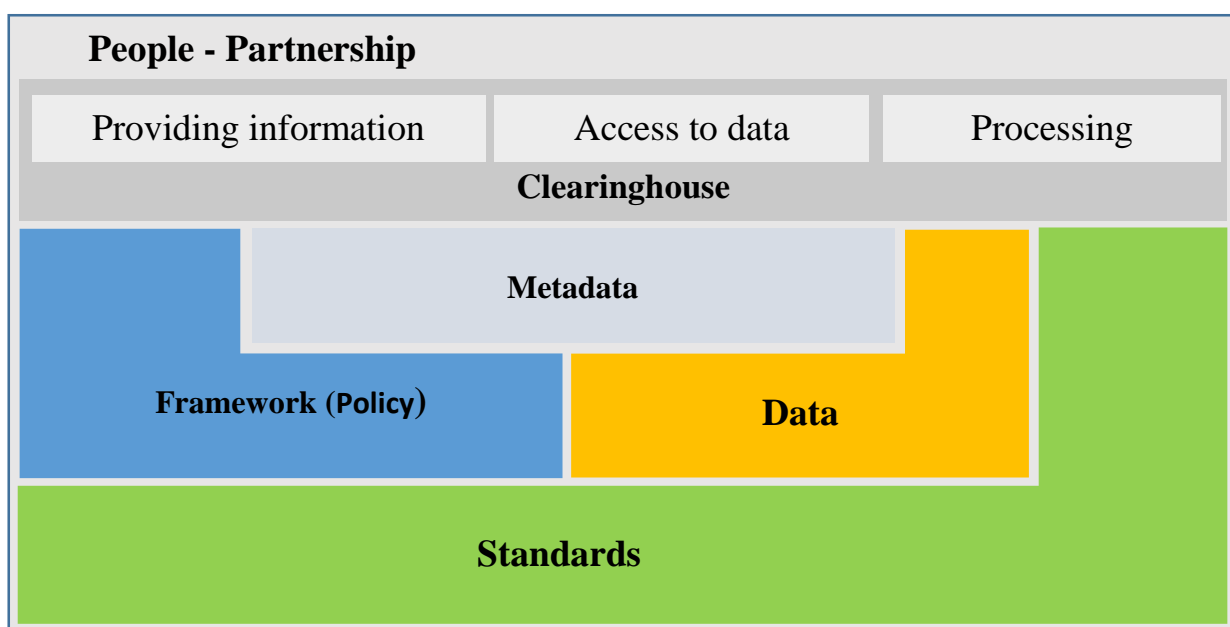 People - Partnership
Providing information
Access to data
Processing
Clearinghouse
Metadata
Framework (Policy)
Data
Standards